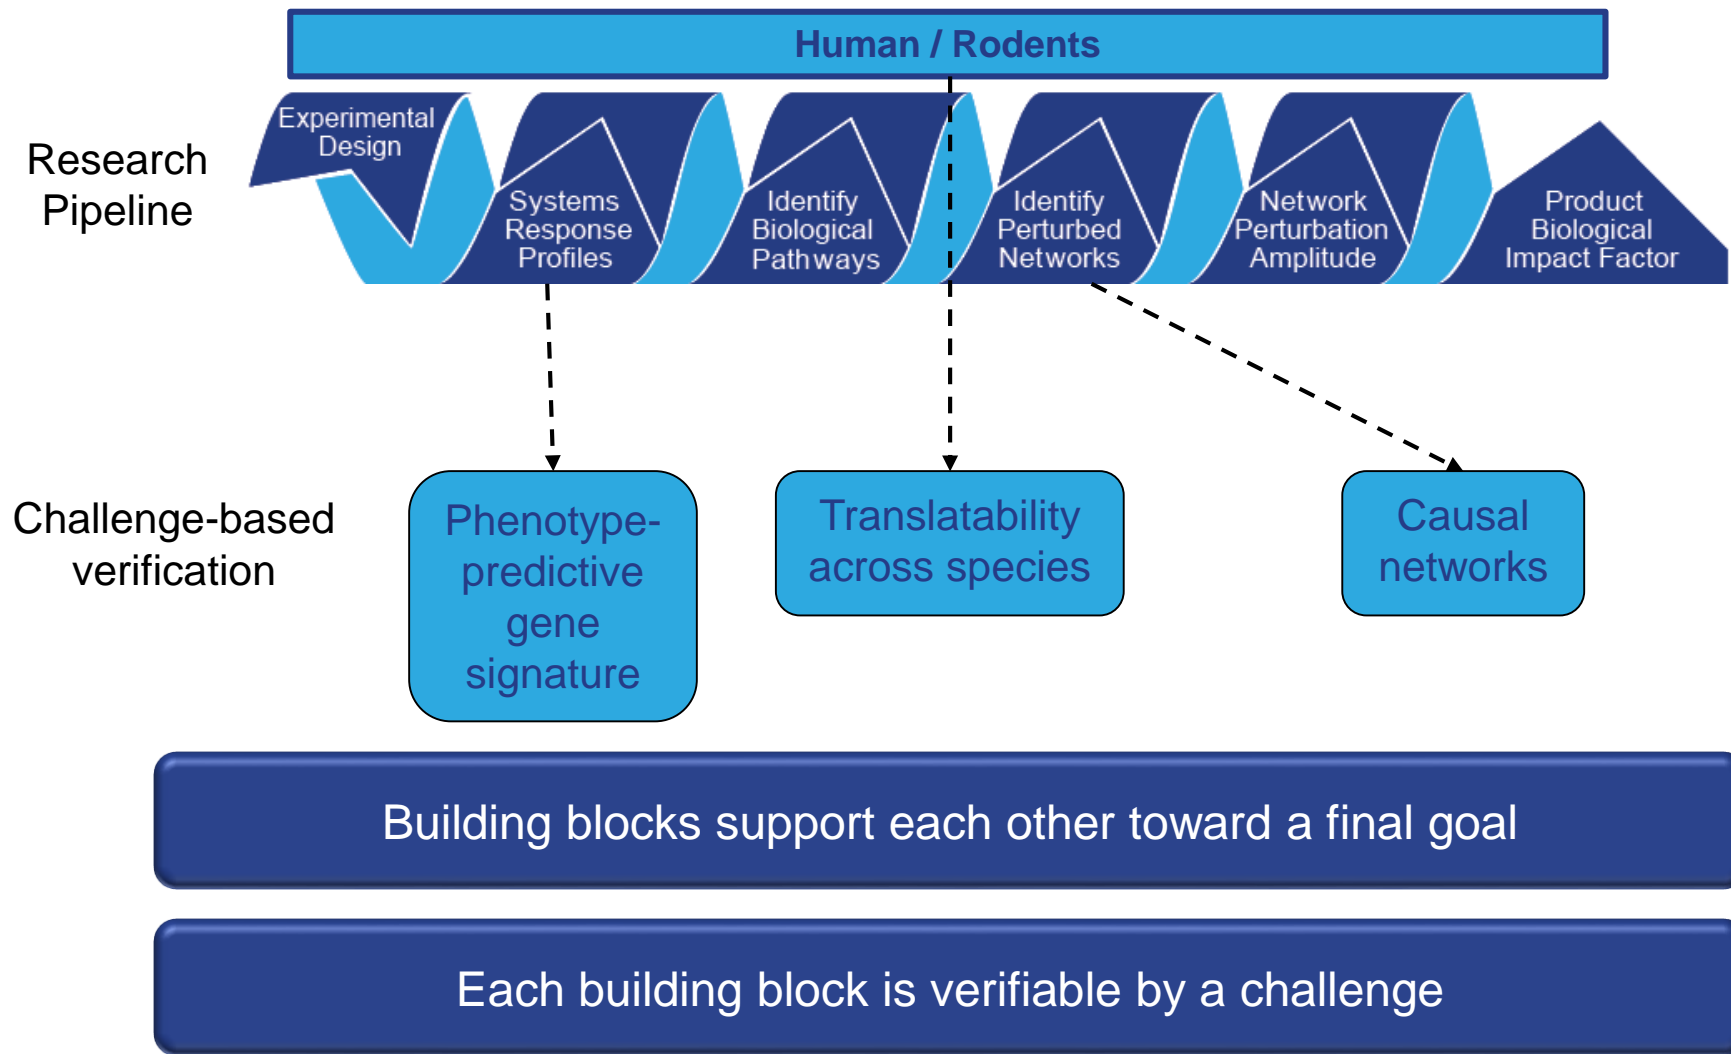 Human / Rodents
Research
Pipeline
Experimental
Design
Systems
Response
Profiles
Identify
Biological
Pathways
Identify
Perturbed
Networks
Network
Perturbation
Amplitude
Product
Biological
Impact Factor
Challenge-based
verification
Phenotype-
predictive
gene
signature
Translatability
across species
Causal
networks
Building blocks support each other toward a final goal
Each building block is verifiable by a challenge